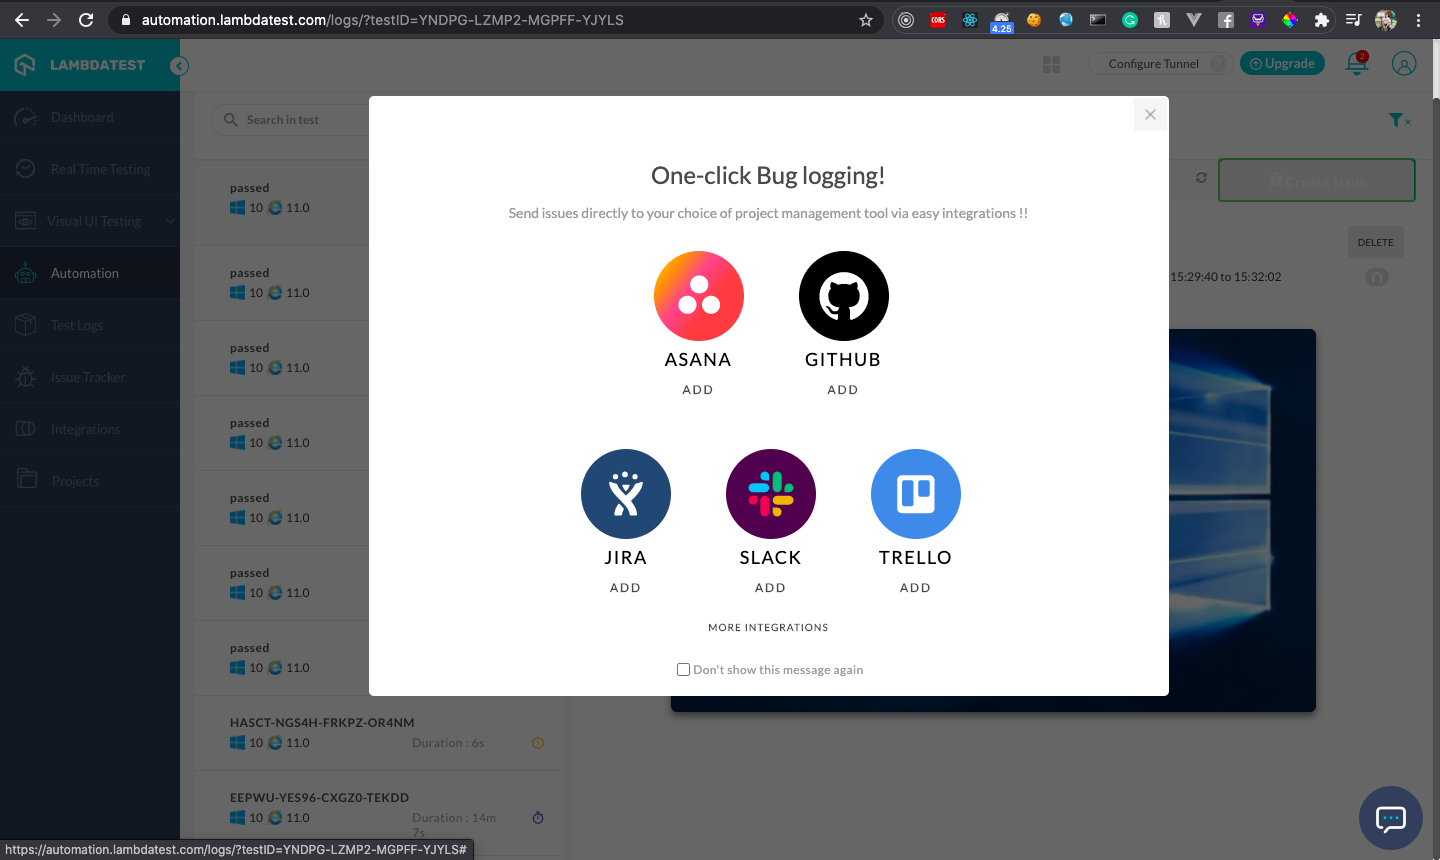 automation.lambdatest.com/logs/?testID=YNDPG-LZMP2-MGPFF-YJYLS
CORS
4.25
LAMBDATEST
Configure Tunnel ?
Upgrade
2
Dashboard
Real Time Testing
Visual UI Testing
Automation
Test Logs
Issue Tracker
Integrations
Projects
Search in test
passed
10 11.0
passed
10 11.0
passed
10 11.0
passed
10 11.0
passed
10 11.0
passed
10 11.0
passed
10 11.0
HASCT-NGS4H-FRKPZ-OR4NM
10 11.0 Duration : 6s
EEPWU-YES96-CXGZ0-TEKDD
10 11.0 Duration : 14m
7s
Create Issue
DELETE
15:29:40 to 15:32:02
One-click Bug logging!
Send issues directly to your choice of project management tool via easy integrations !!
ASANA
ADD
GITHUB
ADD
JIRA
ADD
SLACK
ADD
TRELLO
ADD
MORE INTEGRATIONS
Don't show this message again
https://automation.lambdatest.com/logs/?testID=YNDPG-LZMP2-MGPFF-YJYLS#